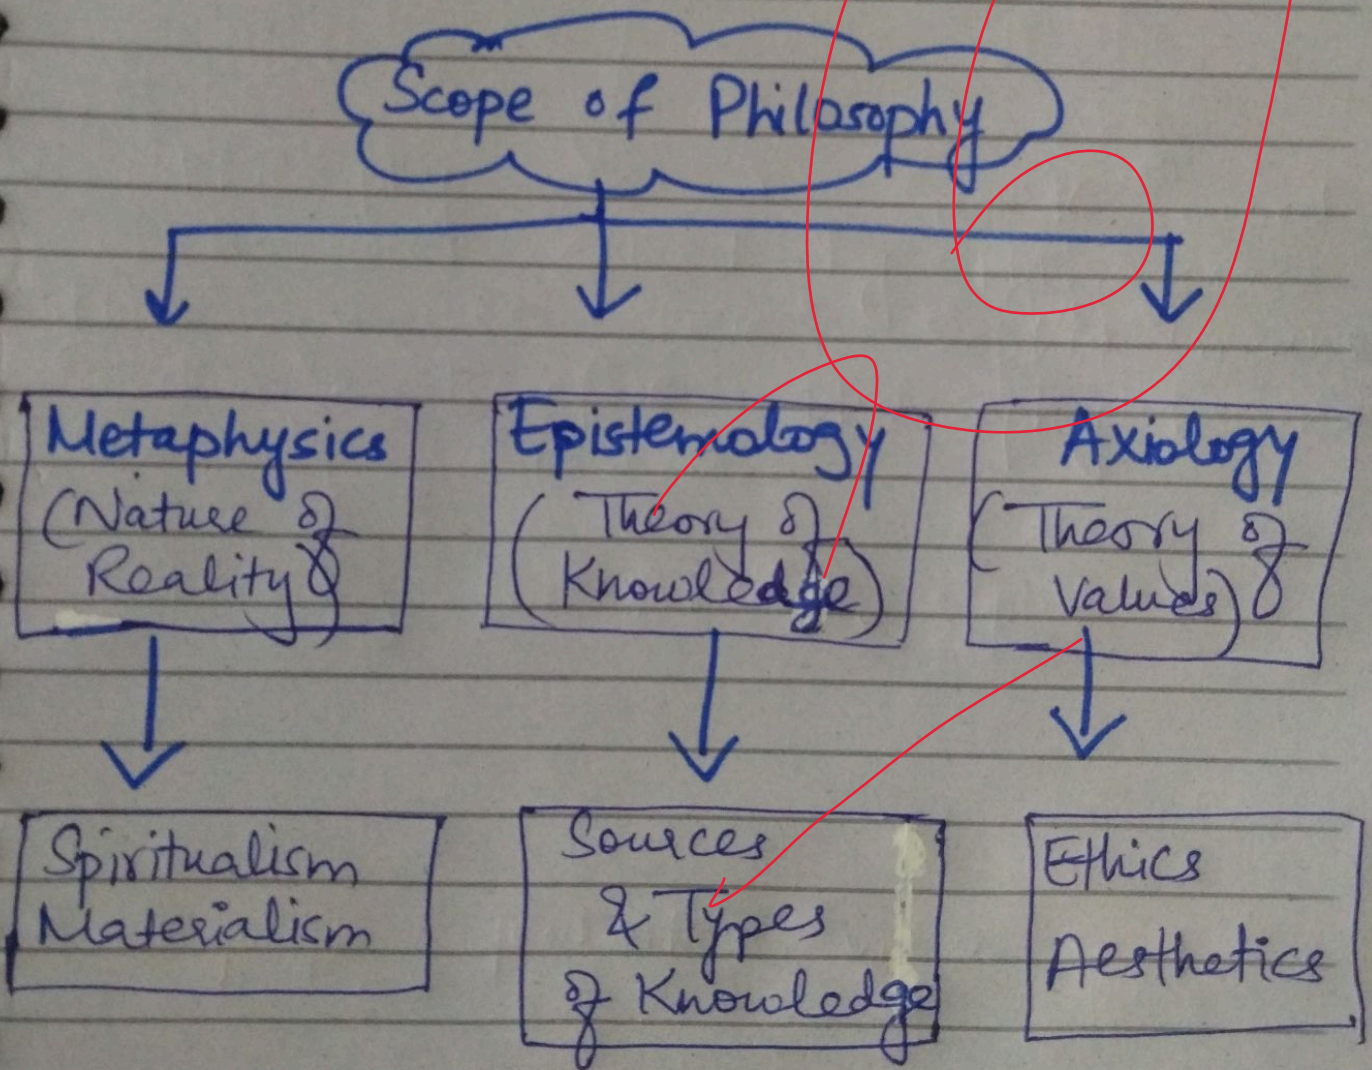 Scope of Philosophy
Metaphysics
(Nature of
Reality)
Epistemology
(Theory of
Knowledge)
Axiology
(Theory of
Values)
Spiritualism
Materialism
Sources
& Types
of Knowledge
Ethics
Aesthetics